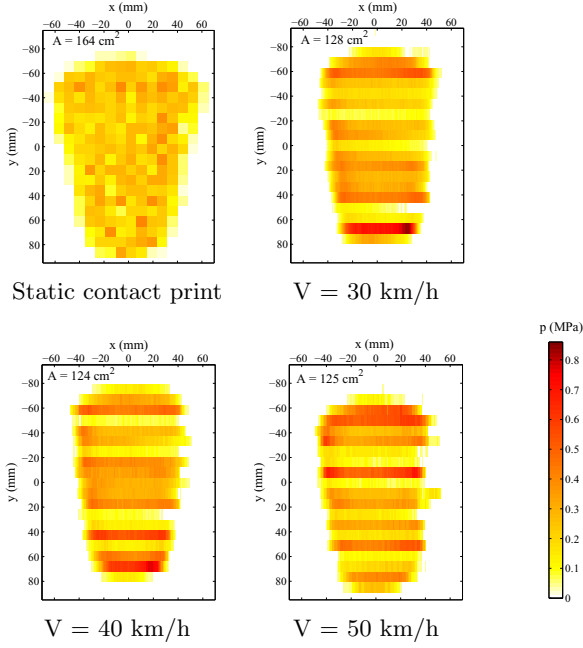 x (mm)
−60 −40 −20 0 20 40 60
A = 164 cm²
y (mm)
−80
−60
−40
−20
0
20
40
60
80
Static contact print
x (mm)
−60 −40 −20 0 20 40 60
A = 128 cm²
y (mm)
−80
−60
−40
−20
0
20
40
60
80
V = 30 km/h
x (mm)
−60 −40 −20 0 20 40 60
A = 124 cm²
y (mm)
−80
−60
−40
−20
0
20
40
60
80
V = 40 km/h
x (mm)
−60 −40 −20 0 20 40 60
A = 125 cm²
y (mm)
−80
−60
−40
−20
0
20
40
60
80
V = 50 km/h
p (MPa)
0.8
0.7
0.6
0.5
0.4
0.3
0.2
0.1
0